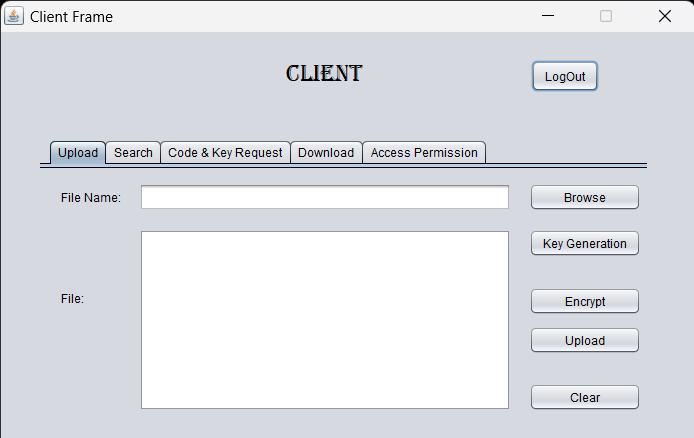 Client Frame
CLIENT
LogOut
Upload Search Code & Key Request Download Access Permission
File Name: Browse
Key Generation
File:
Encrypt
Upload
Clear